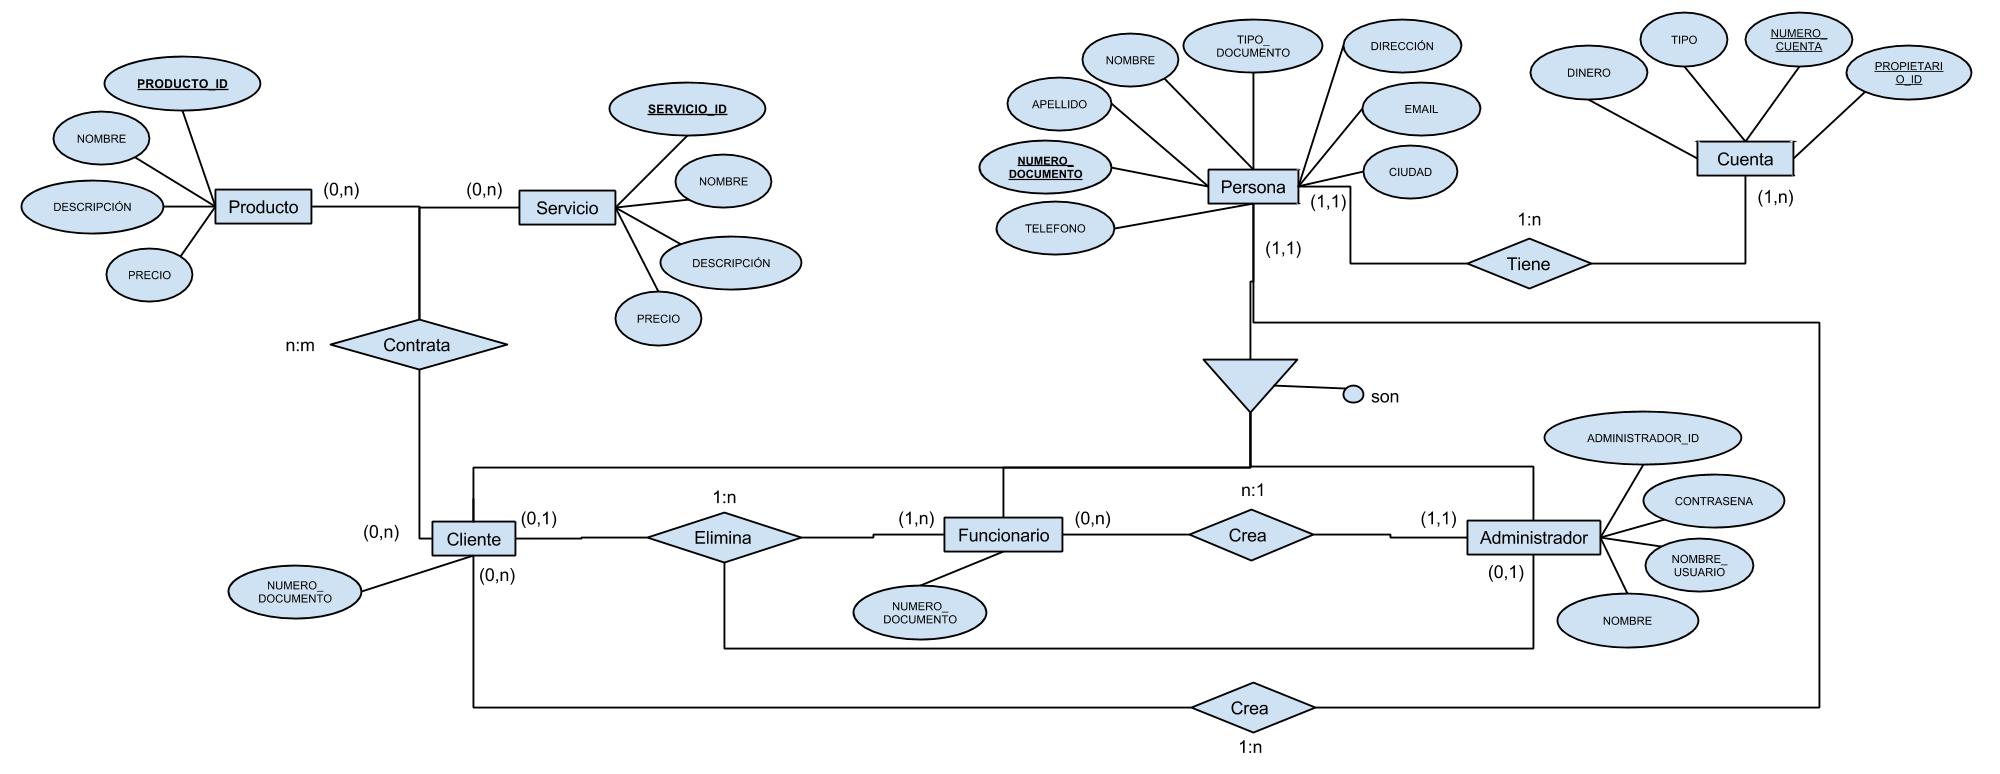 PRODUCTO_ID
NOMBRE
DESCRIPCIÓN
PRECIO
Producto
(0,n)
(0,n)
Servicio
SERVICIO_ID
NOMBRE
DESCRIPCIÓN
PRECIO
n:m
Contrata
TIPO_
DOCUMENTO
NOMBRE
APELLIDO
NUMERO_
DOCUMENTO
TELEFONO
DIRECCIÓN
EMAIL
CIUDAD
Persona
(1,1)
(1,1)
1:n
Tiene
DINERO
TIPO
NUMERO_
CUENTA
PROPIETARI
O_ID
Cuenta
(1,n)
son
(0,n)
Cliente
(0,1)
(0,n)
NUMERO_
DOCUMENTO
1:n
Elimina
(1,n)
Funcionario
(0,n)
NUMERO_
DOCUMENTO
n:1
Crea
(1,1)
Administrador
(0,1)
ADMINISTRADOR_ID
CONTRASENA
NOMBRE_
USUARIO
NOMBRE
Crea
1:n